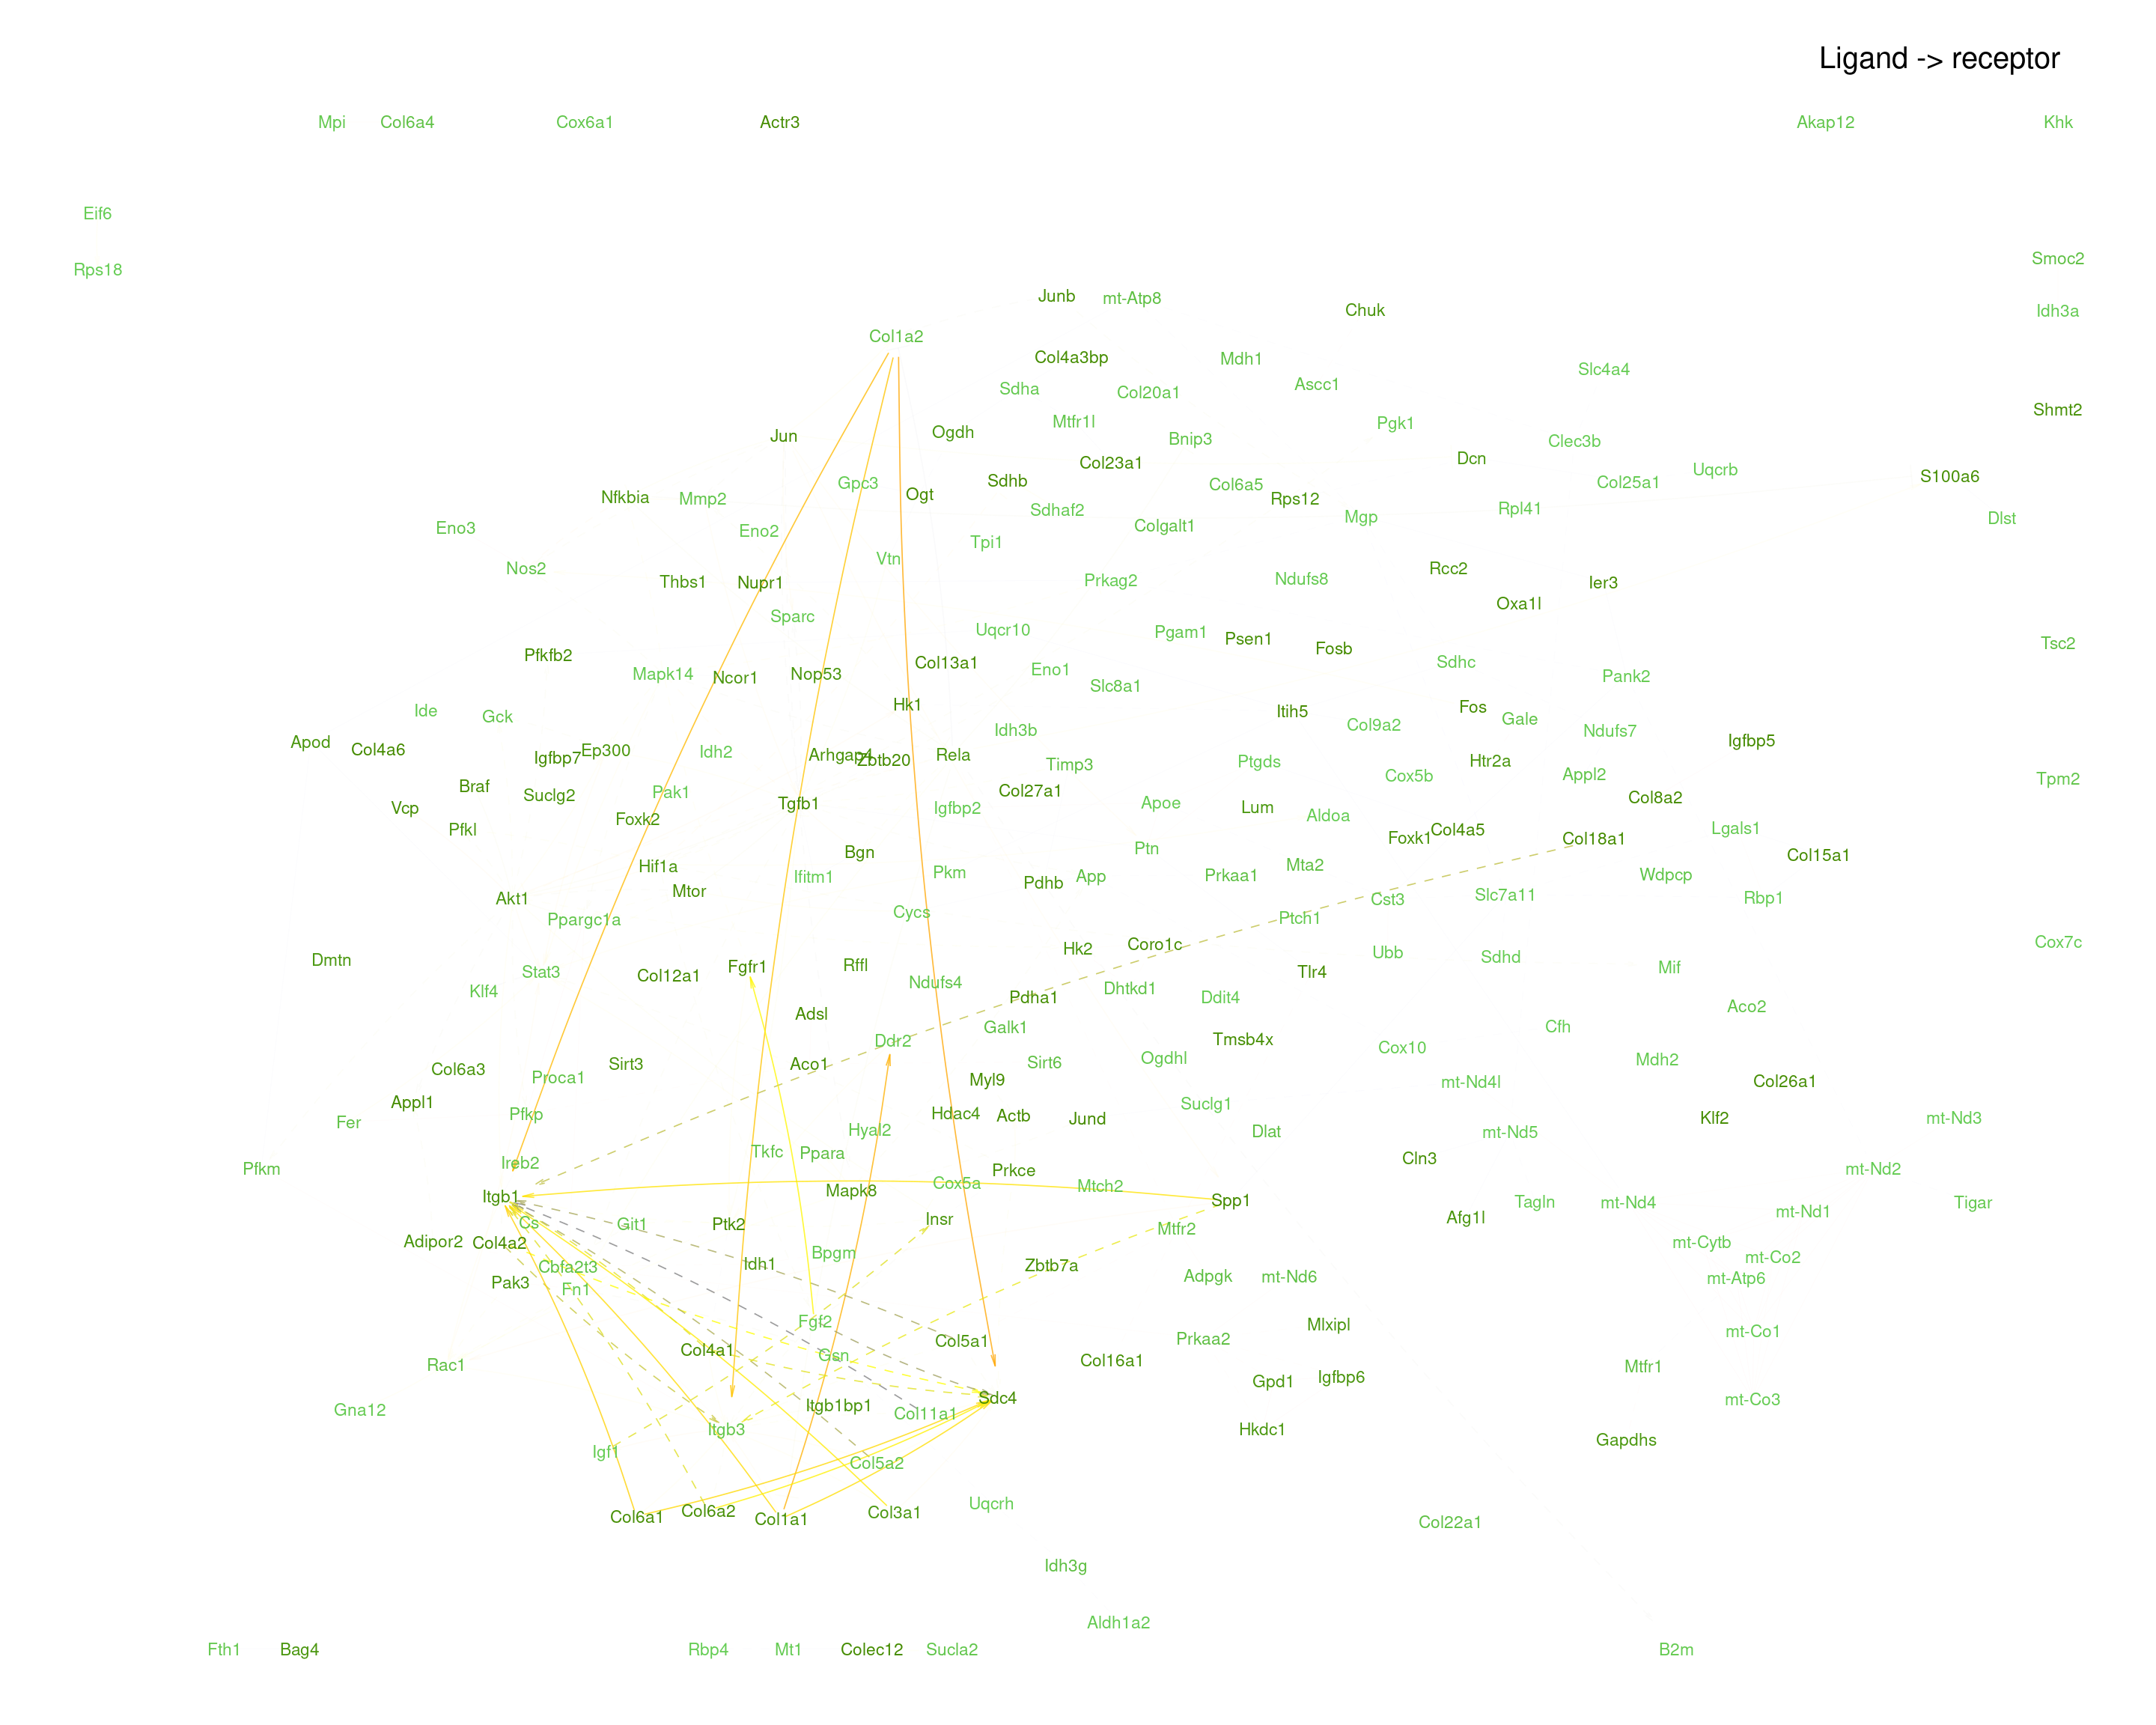 Ligand -> receptor
Mpi Col6a4 Cox6a1 Actr3 Akap12 Khk
Eif6
Smoc2
Rps18
Junb mt-Atp8
Chuk Idh3a
Col1a2
Col4a3bp Mdh1
Slc4a4
Sdha Col20a1 Ascc1
Shmt2
Mtfr1l Pgk1
Jun Ogdh Bnip3 Clec3b
Col23a1 Dcn
Uqcrb
Gpc3 Sdhb Col6a5 Col25a1 S100a6
Nfkbia Mmp2 Ogt Rps12
Sdhaf2 Rpl41
Eno3 Eno2 Colgalt1 Mgp Dlst
Vtn Tpi1
Nos2 Rcc2
Thbs1 Nupr1 Prkag2 Ndufs8 Ier3
Oxa1l
Sparc
Uqcr10 Pgam1
Psen1 Fosb Tsc2
Pfkfb2 Col13a1 Sdhc
Mapk14 Ncor1 Nop53 Eno1 Slc8a1 Pank2
Ide Gck Hk1 Itih5 Fos Gale
Idh3b Col9a2 Ndufs7
Apod Col4a6 Igfbp7 Ep300 Idh2 Arhgap4 Zbtb20 Rela Igfbp5
Timp3 Ptgds Htr2a
Braf Suclg2 Pak1 Col27a1 Cox5b Appl2 Tpm2
Vcp Tgfb1 Igfbp2 Apoe Lum Col8a2
Pfkl Foxk2 Aldoa Foxk1 Col4a5 Col18a1 Lgals1
Bgn Ptn Col15a1
Hif1a Ifitm1 Pkm Pdhb App Prkaa1 Mta2 Wdpcp
Akt1 Mtor Cst3 Slc7a11 Rbp1
Ppargc1a Cycs Ptch1
Dmtn Hk2 Coro1c Ubb Sdhd Cox7c
Stat3 Col12a1 Fgfr1 Rffl Tlr4 Mif
Klf4 Ndufs4 Pdha1 Dhtkd1 Ddit4 Aco2
Adsl Galk1 Cfh
Ddr2 Tmsb4x Cox10
Col6a3 Proca1 Sirt3 Aco1 Sirt6 Ogdhl Mdh2
Myl9 mt-Nd4l Col26a1
Appl1 Pfkp Hdac4 Actb Jund Suclg1 Klf2 mt-Nd3
Fer Hyal2 Dlat mt-Nd5
Pfkm Ireb2 Tkfc Ppara Prkce Cln3 mt-Nd2
Itgb1 Mapk8 Cox5a Mtch2 Spp1 Tagln mt-Nd4 mt-Nd1 Tigar
Cs Git1 Ptk2 Insr Mtfr2 Afg1l
Adipor2 Col4a2 Bpgm mt-Cytb mt-Co2
Cbfa2t3 Idh1 Zbtb7a
Pak3 Fn1 Adpgk mt-Nd6 mt-Atp6
Fgf2 Mlxipl mt-Co1
Col5a1 Prkaa2
Rac1 Col4a1 Gsn Col16a1 Mtfr1
Gpd1 Igfbp6
Gna12 Itgb1bp1 Col11a1 Sdc4 mt-Co3
Itgb3 Hkdc1 Gapdhs
Igf1 Col5a2
Uqcrh
Col6a1 Col6a2 Col1a1 Col3a1 Col22a1
Idh3g
Aldh1a2
Fth1 Bag4 Rbp4 Mt1 Colec12 Sucla2 B2m